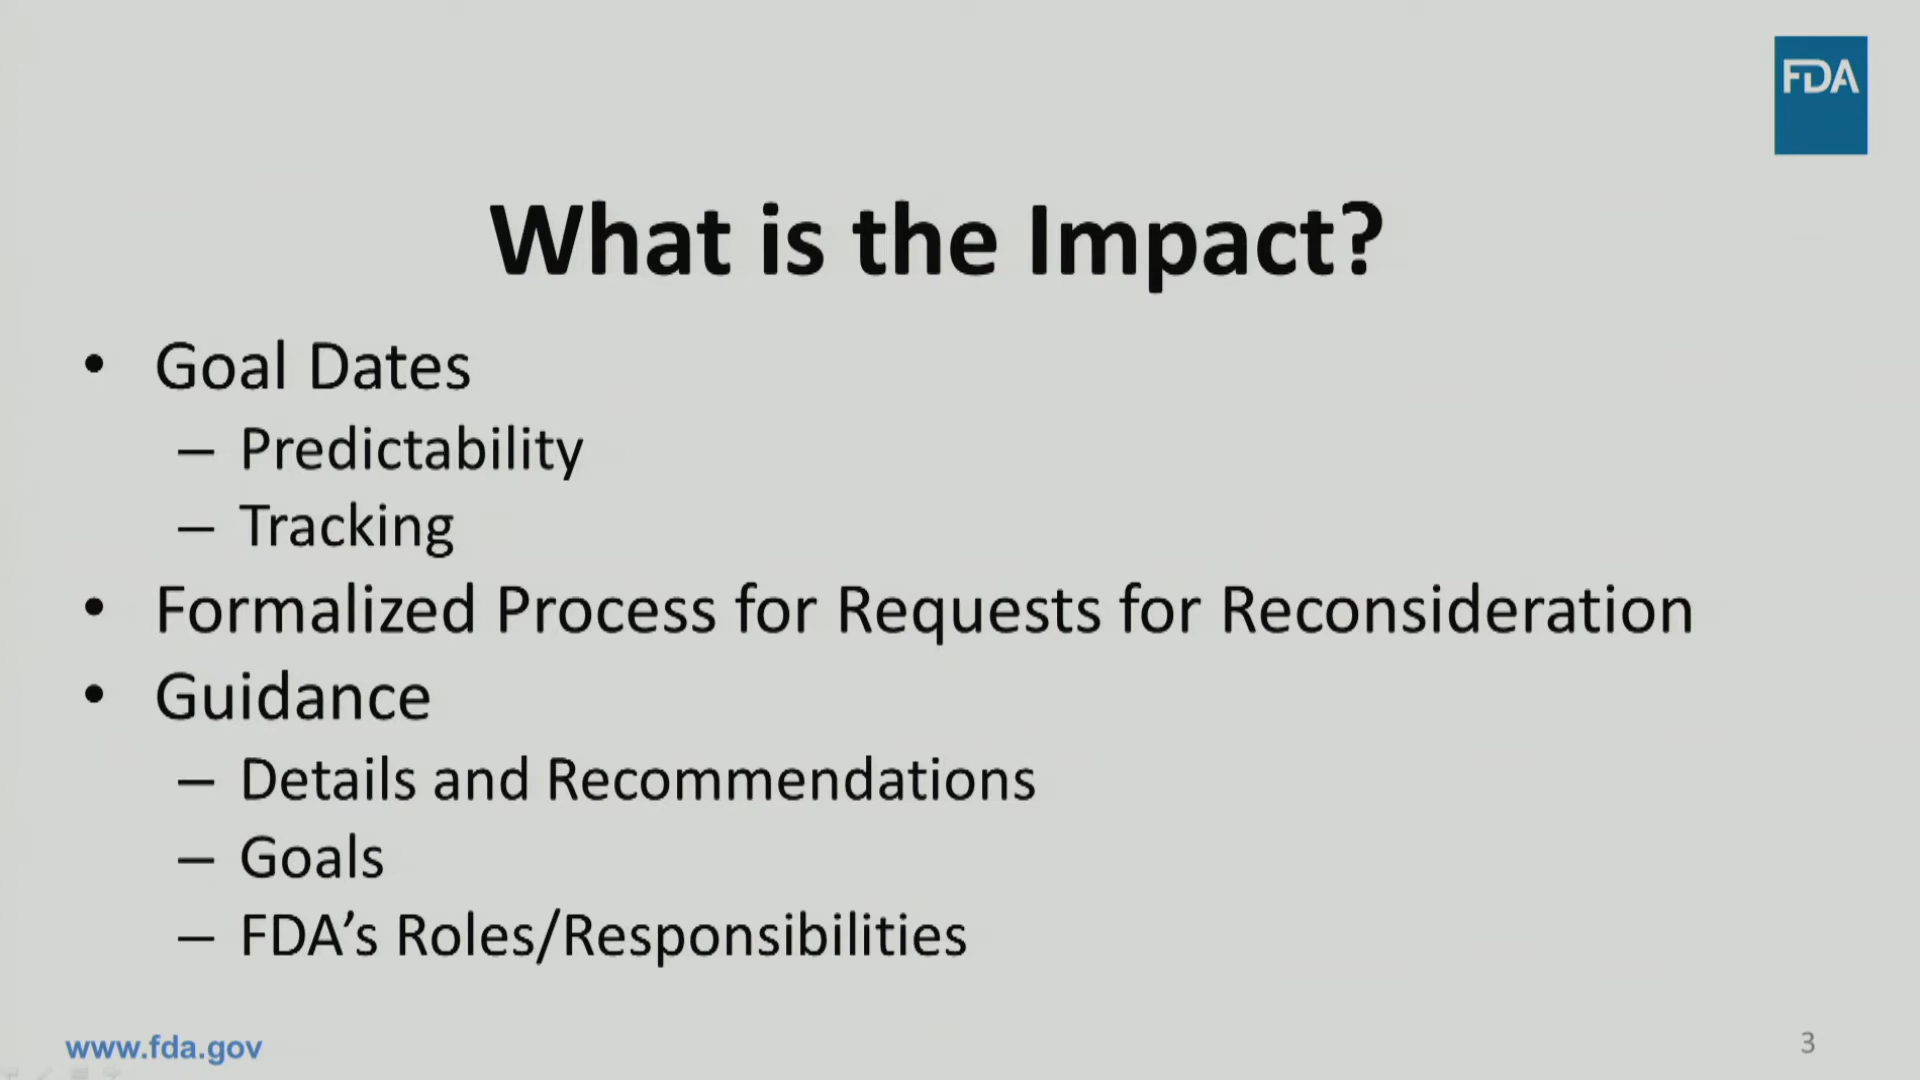 FDA
What is the Impact?
• Goal Dates
– Predictability
– Tracking
• Formalized Process for Requests for Reconsideration
• Guidance
– Details and Recommendations
– Goals
– FDA’s Roles/Responsibilities
www.fda.gov
3